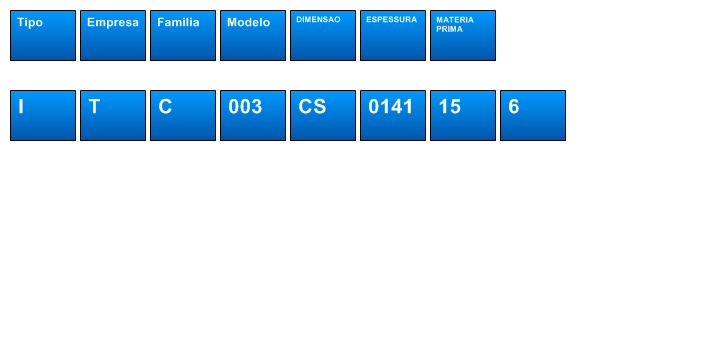 Tipo Empresa Familia Modelo DIMENSAO ESPESSURA MATERIA
PRIMA
I T C 003 CS 0141 15 6